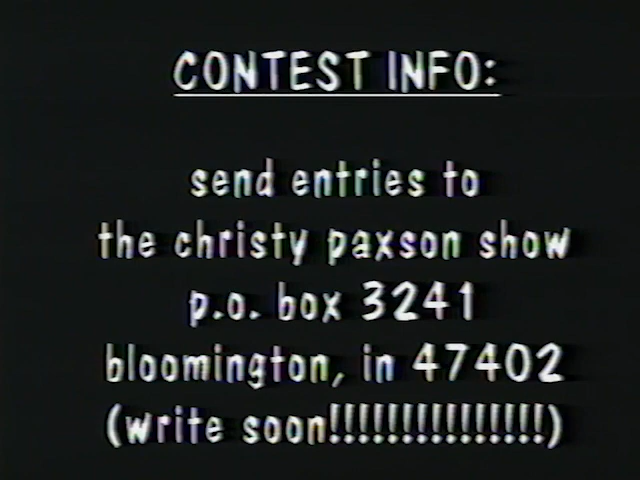 CONTEST INFO:
send entries to
the christy paxson show
p.o. box 3241
bloomington, in 47402
(write soon!!!!!!!!!!!!!!!!)